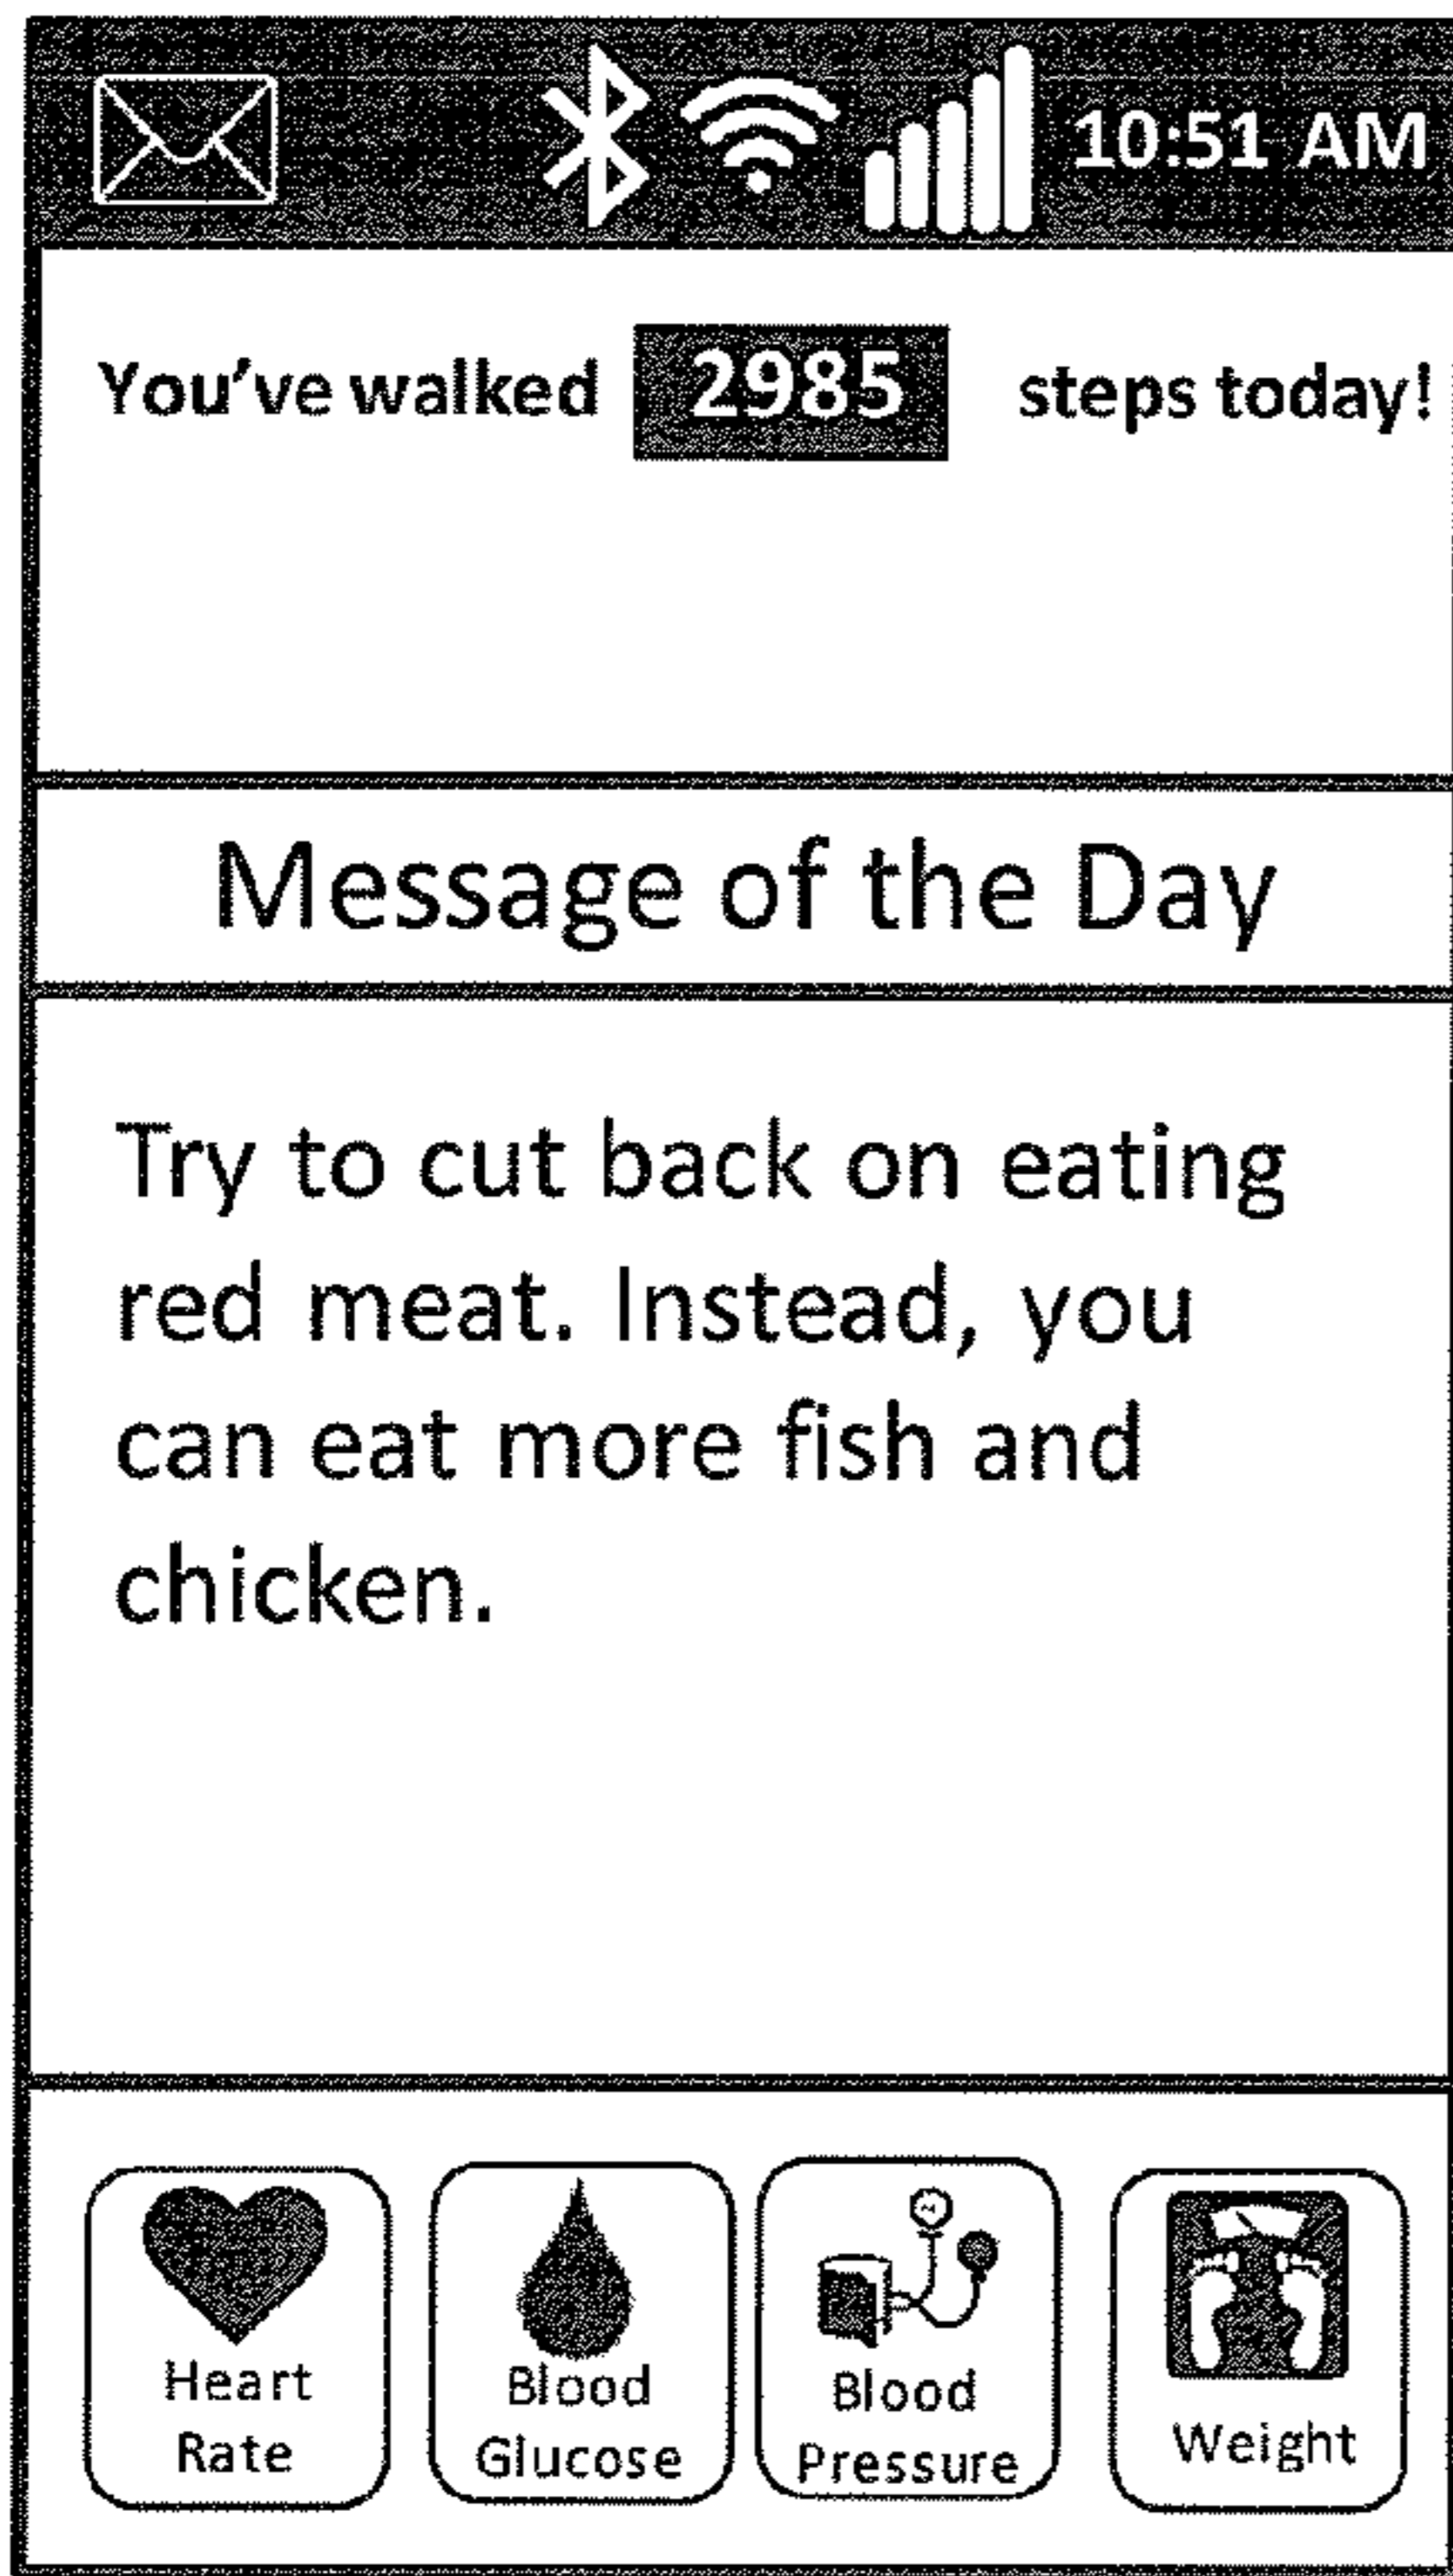 10:51 AM
You've walked 2985 steps today!
Message of the Day
Try to cut back on eating
red meat. Instead, you
can eat more fish and
chicken.
Heart
Rate
Blood
Glucose
Blood
Pressure
Weight